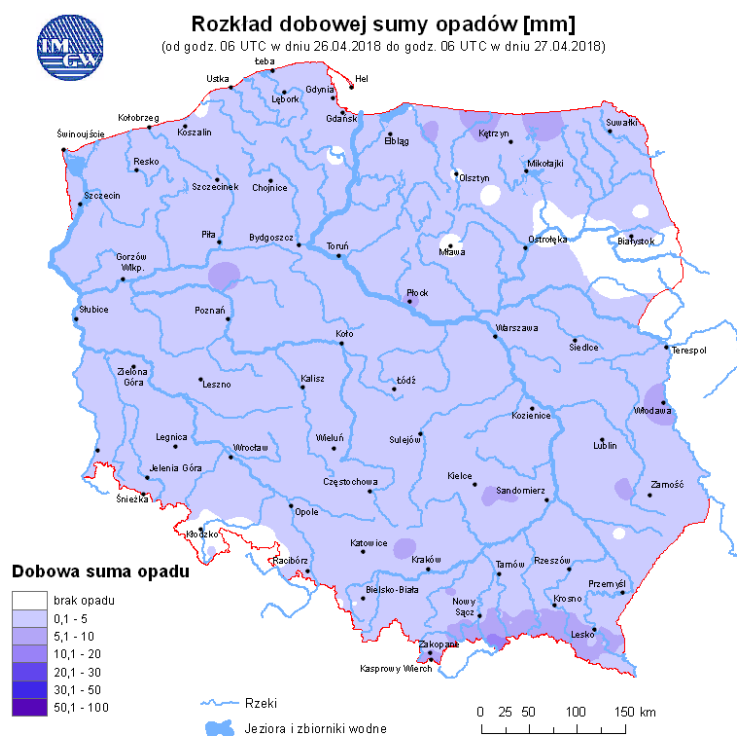 Rozkład dobowej sumy opadów [mm]
(od godz. 06 UTC w dniu 26.04.2018 do godz. 06 UTC w dniu 27.04.2018)
IM
GW
Łeba
Ustka
Hel
Gdynia
Lębork
Kołobrzeg
Gdańsk
Koszalin
Suwałki
Świnoujście
Elbląg
Kętrzyn
Resko
Mikołajki
Szczecinek
Chojnice
Olsztyn
Szczecin
Piła
Bydgoszcz
Toruń
Mława
Ostrołęka
Białystok
Gorzów
Wlkp.
Płock
Słubice
Poznań
Koło
Warszawa
Siedlce
Terespol
Zielona
Góra
Leszno
Kalisz
Łódź
Kozienice
Włodawa
Legnica
Wrocław
Wieluń
Sulejów
Lublin
Jelenia Góra
Częstochowa
Kielce
Sandomierz
Zamość
Śnieżka
Opole
Kłodzko
Katowice
Racibórz
Kraków
Tarnów
Rzeszów
Przemyśl
Bielsko-Biała
Nowy
Sącz
Krosno
Lesko
Zakopane
Kasprowy Wierch
Dobowa suma opadu
brak opadu
0,1 - 5
5,1 - 10
10,1 - 20
20,1 - 30
30,1 - 50
50,1 - 100
Rzeki
Jeziora i zbiorniki wodne
0 25 50 100 150 km